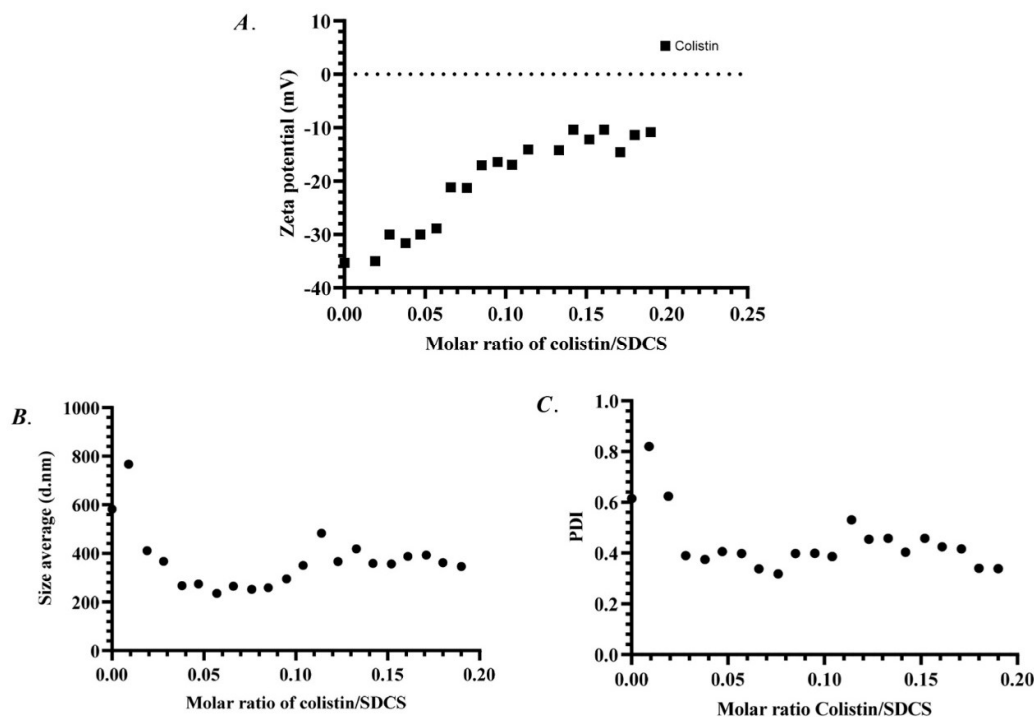 A.
10
0
-10
-20
-30
-40
Zeta potential (mV)
Colistin
0.00 0.05 0.10 0.15 0.20 0.25
Molar ratio of colistin/SDCS
B.
1000
800
600
400
200
0
Size average (d.nm)
0.00 0.05 0.10 0.15 0.20
Molar ratio of colistin/SDCS
C.
1.0
0.8
0.6
0.4
0.2
0.0
PDI
0.00 0.05 0.10 0.15 0.20
Molar ratio Colistin/SDCS